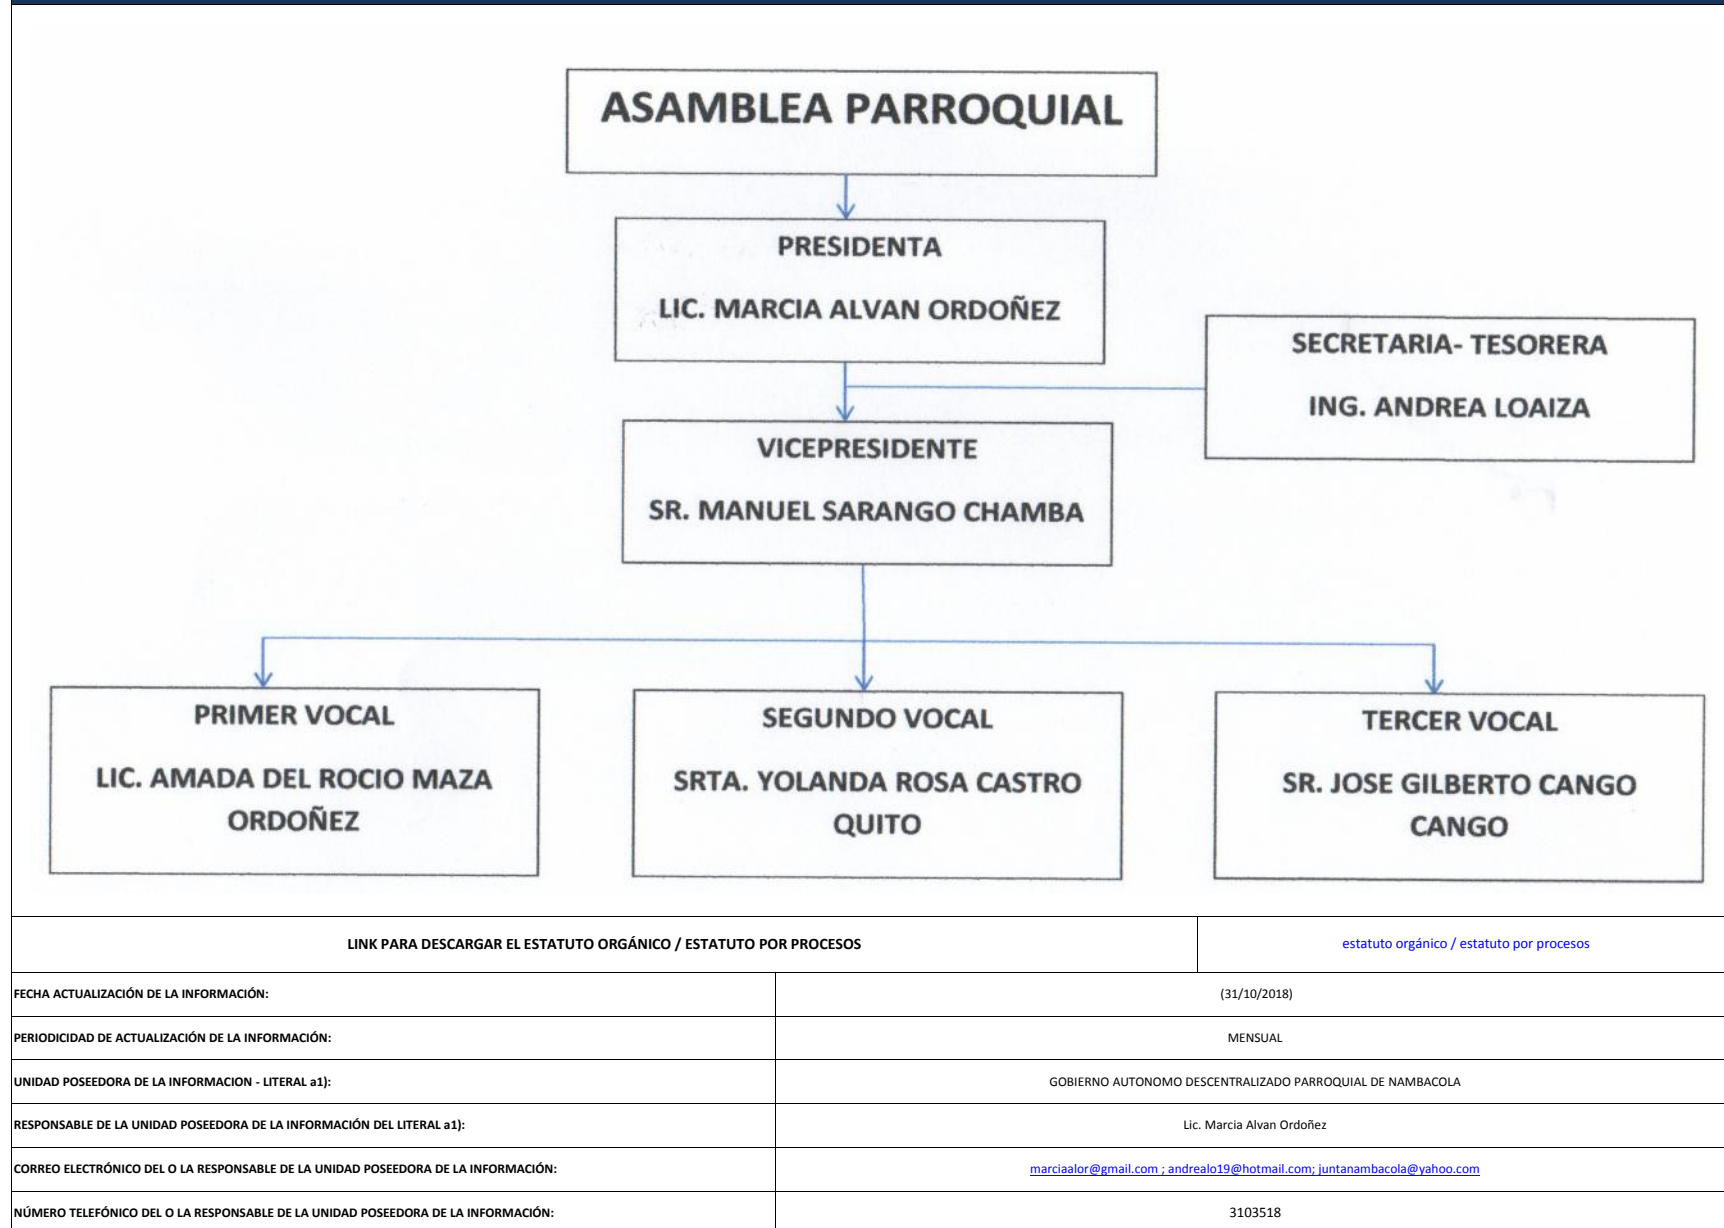 ASAMBLEA PARROQUIAL
PRESIDENTA
LIC. MARCIA ALVAN ORDOÑEZ
SECRETARIA- TESORERA
ING. ANDREA LOAIZA
VICEPRESIDENTE
SR. MANUEL SARANGO CHAMBA
PRIMER VOCAL
LIC. AMADA DEL ROCIO MAZA
ORDOÑEZ
SEGUNDO VOCAL
SRTA. YOLANDA ROSA CASTRO
QUITO
TERCER VOCAL
SR. JOSE GILBERTO CANGO
CANGO
LINK PARA DESCARGAR EL ESTATUTO ORGÁNICO / ESTATUTO POR PROCESOS
estatuto orgánico / estatuto por procesos
FECHA ACTUALIZACIÓN DE LA INFORMACIÓN:
(31/10/2018)
PERIODICIDAD DE ACTUALIZACIÓN DE LA INFORMACIÓN:
MENSUAL
UNIDAD POSEEDORA DE LA INFORMACION - LITERAL a1):
GOBIERNO AUTONOMO DESCENTRALIZADO PARROQUIAL DE NAMBACOLA
RESPONSABLE DE LA UNIDAD POSEEDORA DE LA INFORMACIÓN DEL LITERAL a1):
Lic. Marcia Alvan Ordoñez
CORREO ELECTRÓNICO DEL O LA RESPONSABLE DE LA UNIDAD POSEEDORA DE LA INFORMACIÓN:
marciaalor@gmail.com ; andrealo19@hotmail.com; juntanambacola@yahoo.com
NÚMERO TELEFÓNICO DEL O LA RESPONSABLE DE LA UNIDAD POSEEDORA DE LA INFORMACIÓN:
3103518